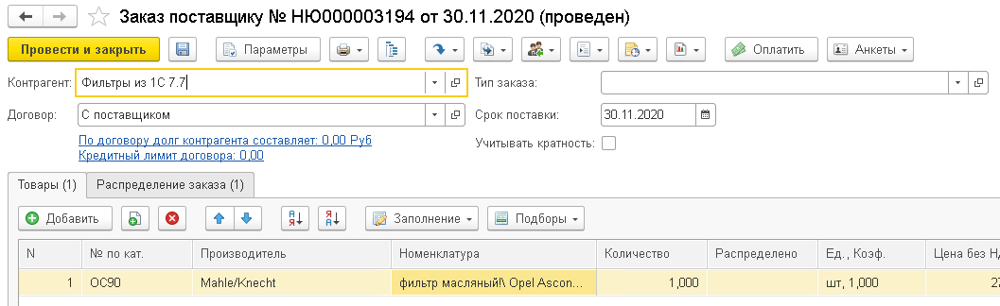 Заказ поставщику № НЮ000003194 от 30.11.2020 (проведен)
Провести и закрыть Параметры Оплатить Анкеты
Контрагент: Фильтры из 1С 7.7 Тип заказа:
Договор: С поставщиком Срок поставки: 30.11.2020
По договору долг контрагента составляет: 0,00 Руб Учитывать кратность:
Кредитный лимит договора: 0,00
Товары (1) Распределение заказа (1)
Добавить Заполнение Подборы
N № по кат. Производитель Номенклатура Количество Распределено Ед., Коэф. Цена без НД
1 OC90 Mahle/Knecht фильтр масляный!\ Opel Ascon... 1,000 шт, 1,000 27